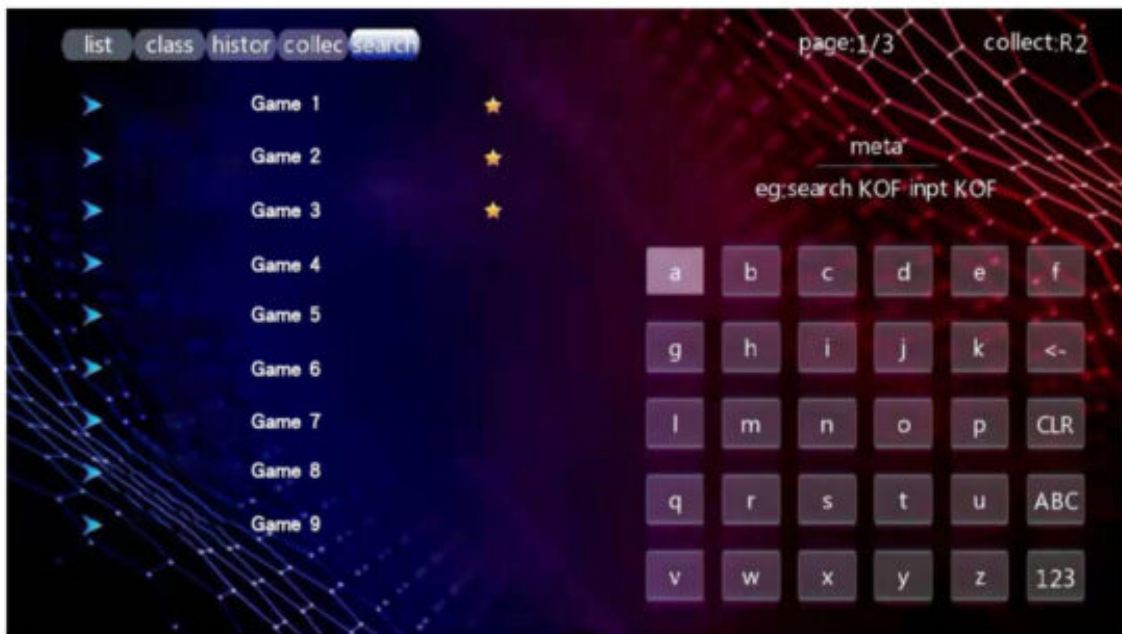 list class histor collec search page:1/3 collect:R2
Game 1
Game 2
Game 3
Game 4
Game 5
Game 6
Game 7
Game 8
Game 9
meta
eg:search KOF inpt KOF
a b c d e f
g h i j k <-
l m n o p CLR
q r s t u ABC
v w x y z 123